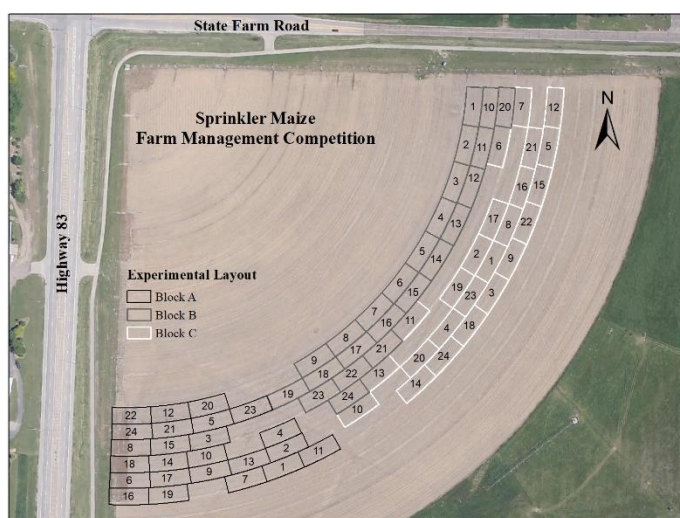 State Farm Road
Sprinkler Maize
Farm Management Competition
N
Highway 83
Experimental Layout
Block A
Block B
Block C
1 10 20 7 12
2 11 6 21 5
3 12 16 15
4 13 17 8 22
5 14 2 1 9
6 15 19 23 3
7 16 11 4 18
8 17 21 20 24
9 18 22 13 14
19 23 24 10
22 12 20 23
24 21 5
8 15 3 4
18 14 10 13 2 11
6 17 9 7 1
16 19